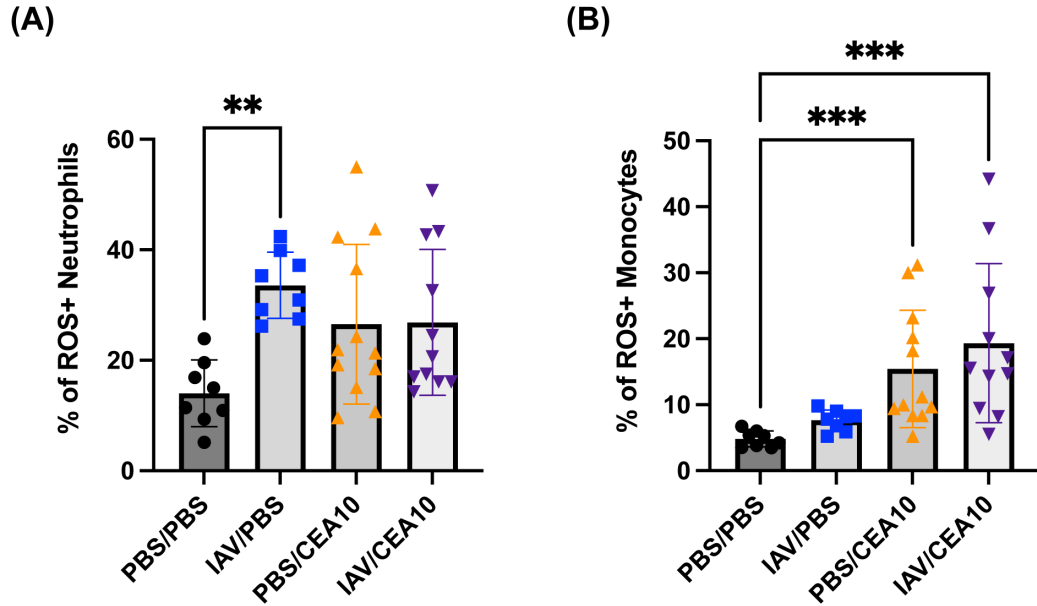 (A)
**
% of ROS+ Neutrophils
60
40
20
0
PBS/PBS
IAV/PBS
PBS/CEA10
IAV/CEA10
(B)
***
***
% of ROS+ Monocytes
50
40
30
20
10
0
PBS/PBS
IAV/PBS
PBS/CEA10
IAV/CEA10